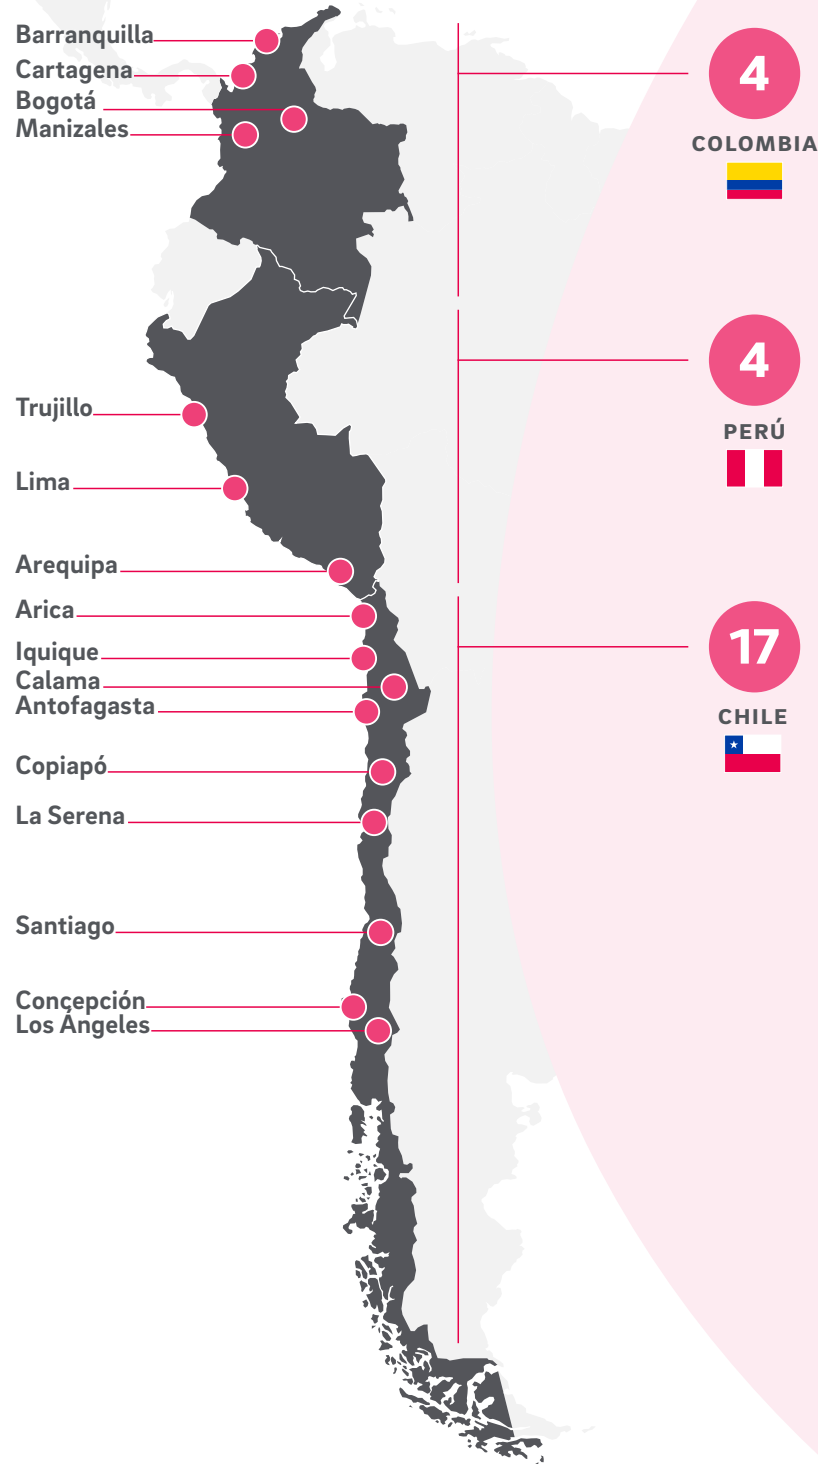 Barranquilla
Cartagena
Bogotá
Manizales
4
COLOMBIA
4
PERÚ
Trujillo
Lima
Arequipa
Arica
Iquique
Calama
Antofagasta
17
CHILE
Copiapó
La Serena
Santiago
Concepción
Los Ángeles